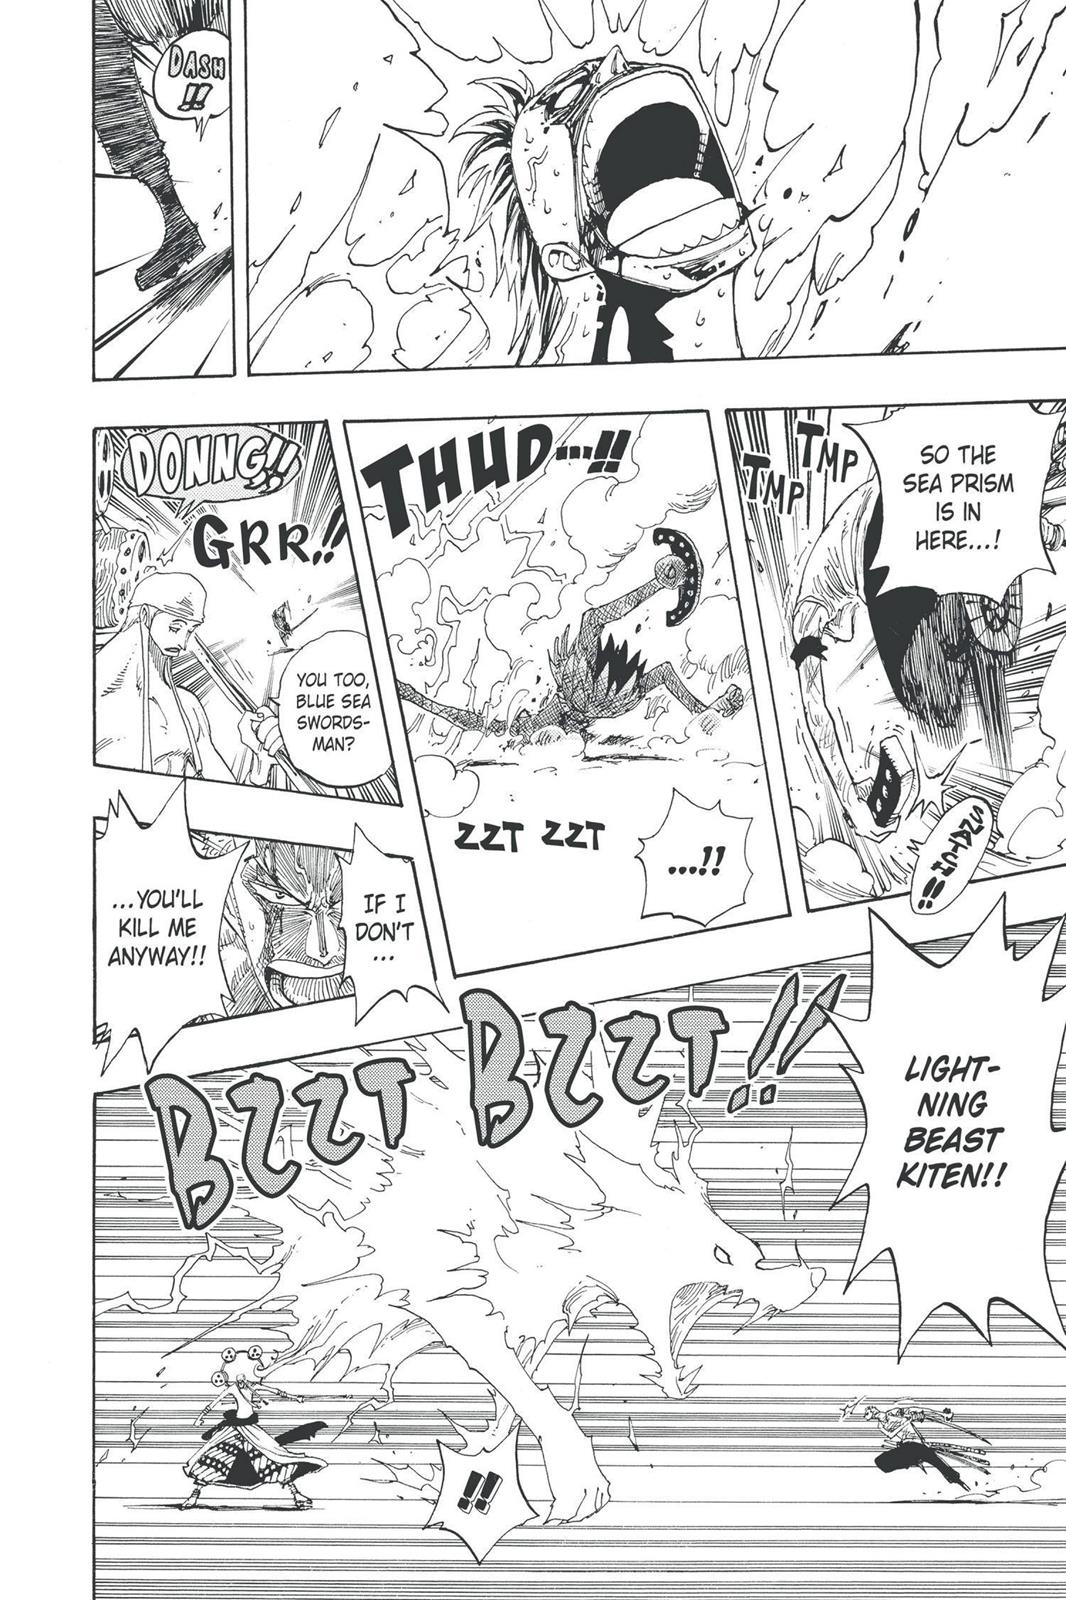 DASH
!!
SO THE
SEA PRISM
IS IN
HERE...!
TMP
TMP
SNATCH!!
THUD...!!
...!!
ZZT ZZT
DONNG!!
GRR!!
YOU TOO,
BLUE SEA
SWORDS-
MAN?
IF I
DON'T
...
...YOU'LL
KILL ME
ANYWAY!!
LIGHT-
NING
BEAST
KITEN!!
BZZT BZZT!!
!!